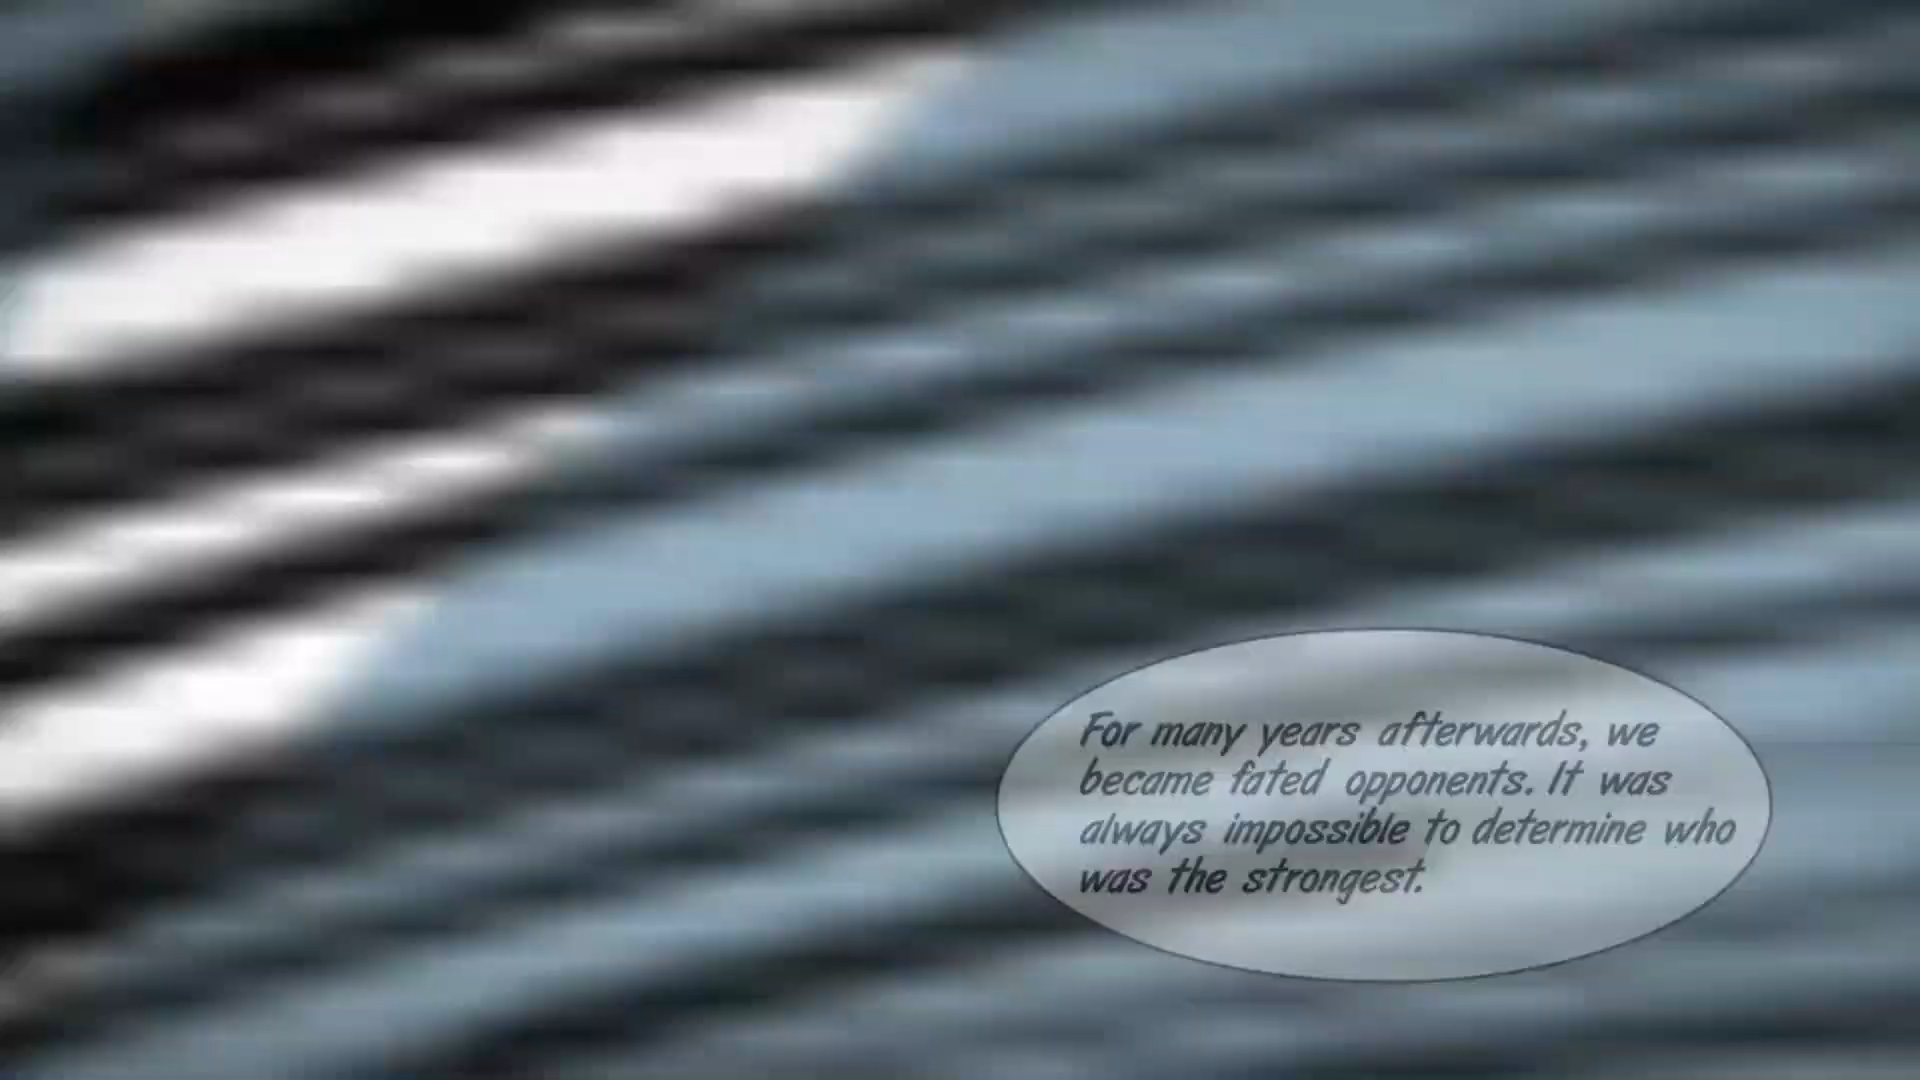 For many years afterwards, we
became fated opponents. It was
always impossible to determine who
was the strongest.